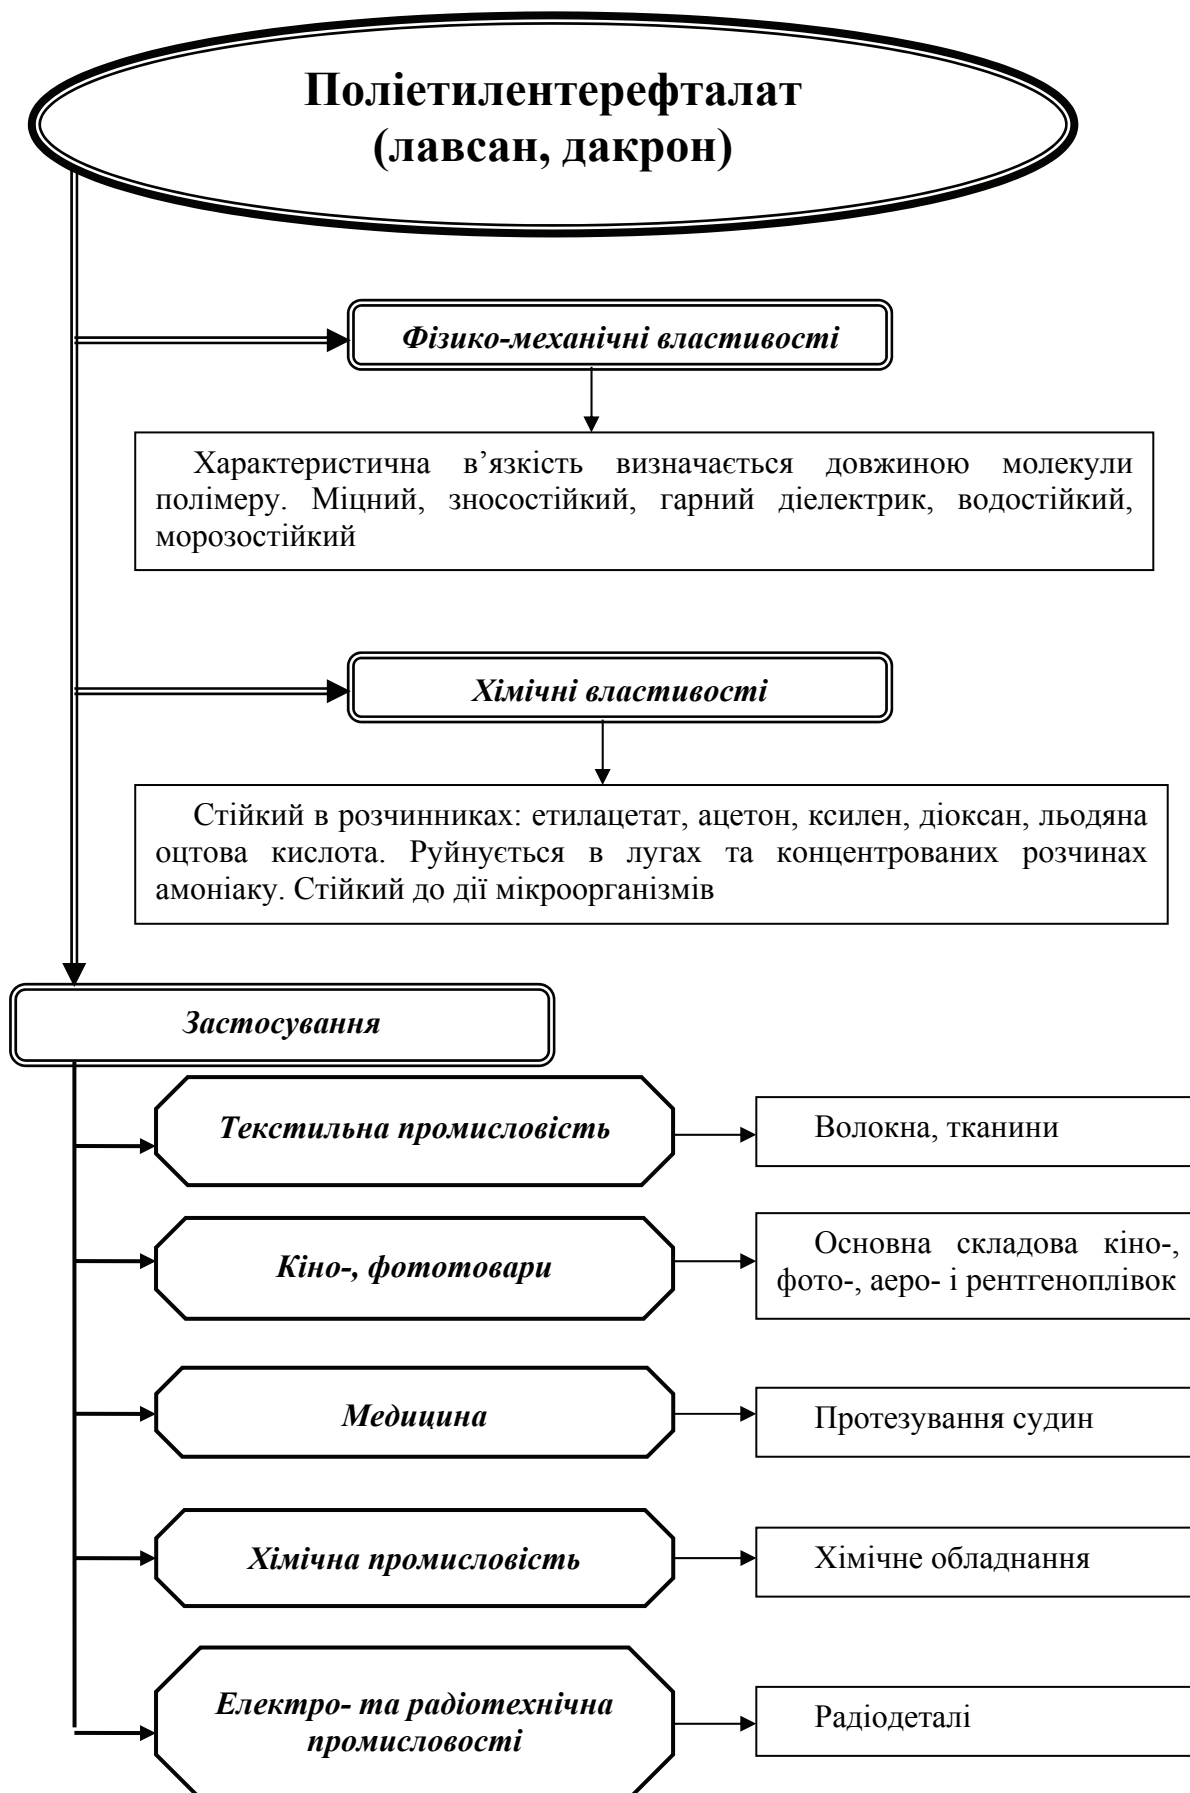 Поліетилентерефталат
(лавсан, дакрон)
Фізико-механічні властивості
Характеристична в’язкість визначається довжиною молекули
полімеру. Міцний, зносостійкий, гарний діелектрик, водостійкий,
морозостійкий
Хімічні властивості
Стійкий в розчинниках: етилацетат, ацетон, ксилен, діоксан, льодяна
оцтова кислота. Руйнується в лугах та концентрованих розчинах
амоніаку. Стійкий до дії мікроорганізмів
Застосування
Текстильна промисловість
Волокна, тканини
Кіно-, фототовари
Основна складова кіно-,
фото-, аеро- і рентгеноплівок
Медицина
Протезування судин
Хімічна промисловість
Хімічне обладнання
Електро- та радіотехнічна
промисловості
Радіодеталі